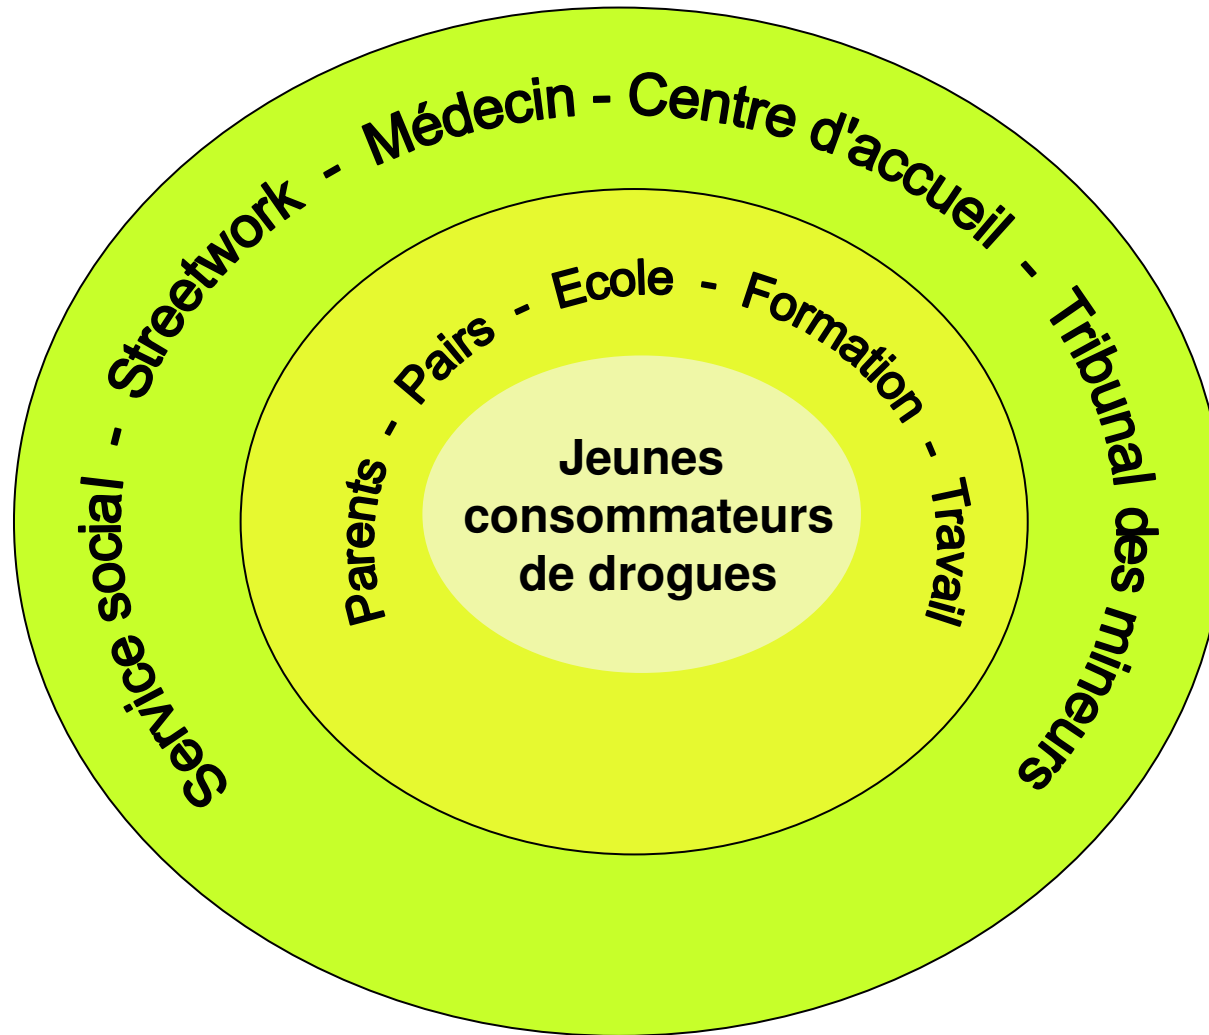 Service social - Streetwork - Médecin - Centre d'accueil - Tribunal des mineurs
Parents - Pairs - Ecole - Formation - Travail
Jeunes
consommateurs
de drogues